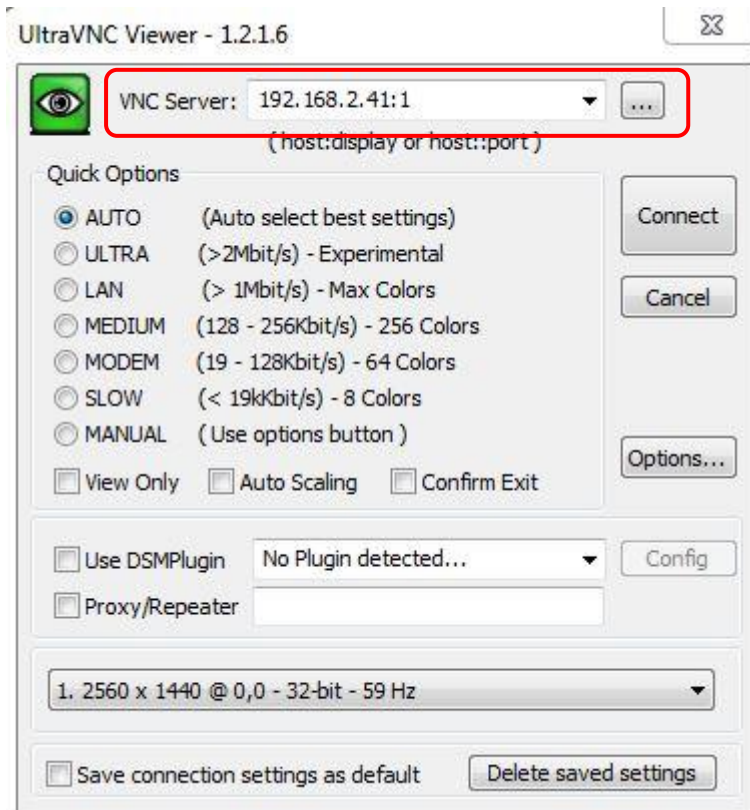 UltraVNC Viewer - 1.2.1.6
VNC Server: 192.168.2.41:1 ...
( host:display or host::port )
Quick Options
AUTO (Auto select best settings)
ULTRA (>2Mbit/s) - Experimental
LAN (> 1Mbit/s) - Max Colors
MEDIUM (128 - 256Kbit/s) - 256 Colors
MODEM (19 - 128Kbit/s) - 64 Colors
SLOW (< 19kKbit/s) - 8 Colors
MANUAL ( Use options button )
View Only Auto Scaling Confirm Exit
Connect
Cancel
Options...
Use DSMPlugin No Plugin detected... Config
Proxy/Repeater
1. 2560 x 1440 @ 0,0 - 32-bit - 59 Hz
Save connection settings as default Delete saved settings